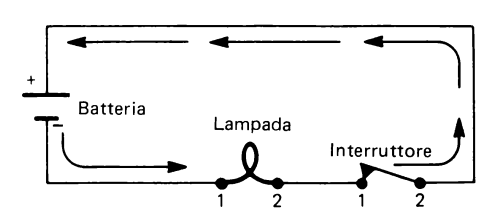 +
Batteria
−
Lampada
Interruttore
1 2 1 2